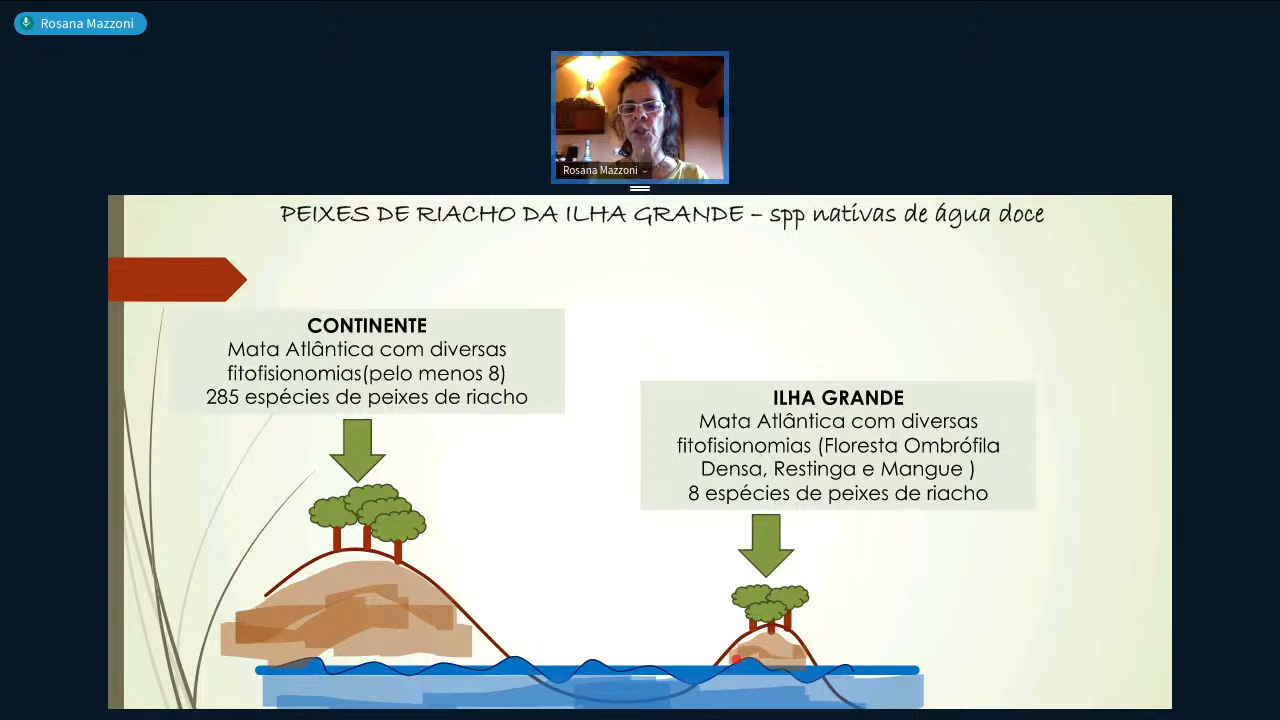 Rosana Mazzoni
Rosana Mazzoni
PEIXES DE RIACHO DA ILHA GRANDE – spp nativas de água doce
CONTINENTE
Mata Atlântica com diversas
fitofisionomias(pelo menos 8)
285 espécies de peixes de riacho
ILHA GRANDE
Mata Atlântica com diversas
fitofisionomias (Floresta Ombrófila
Densa, Restinga e Mangue )
8 espécies de peixes de riacho